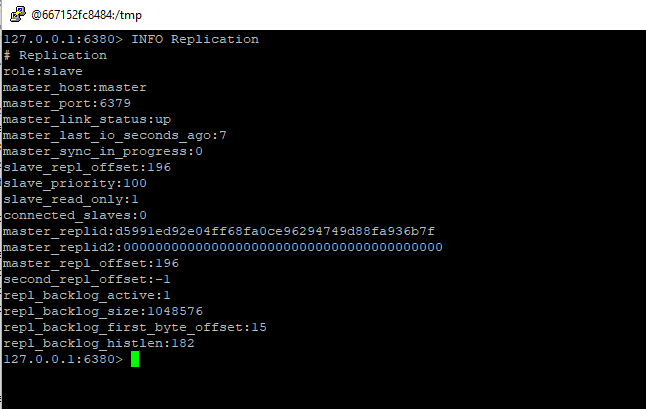 @667152fc8484:/tmp
127.0.0.1:6380> INFO Replication
# Replication
role:slave
master_host:master
master_port:6379
master_link_status:up
master_last_io_seconds_ago:7
master_sync_in_progress:0
slave_repl_offset:196
slave_priority:100
slave_read_only:1
connected_slaves:0
master_replid:d5991ed92e04ff68fa0ce96294749d88fa936b7f
master_replid2:0000000000000000000000000000000000000000
master_repl_offset:196
second_repl_offset:-1
repl_backlog_active:1
repl_backlog_size:1048576
repl_backlog_first_byte_offset:15
repl_backlog_histlen:182
127.0.0.1:6380>